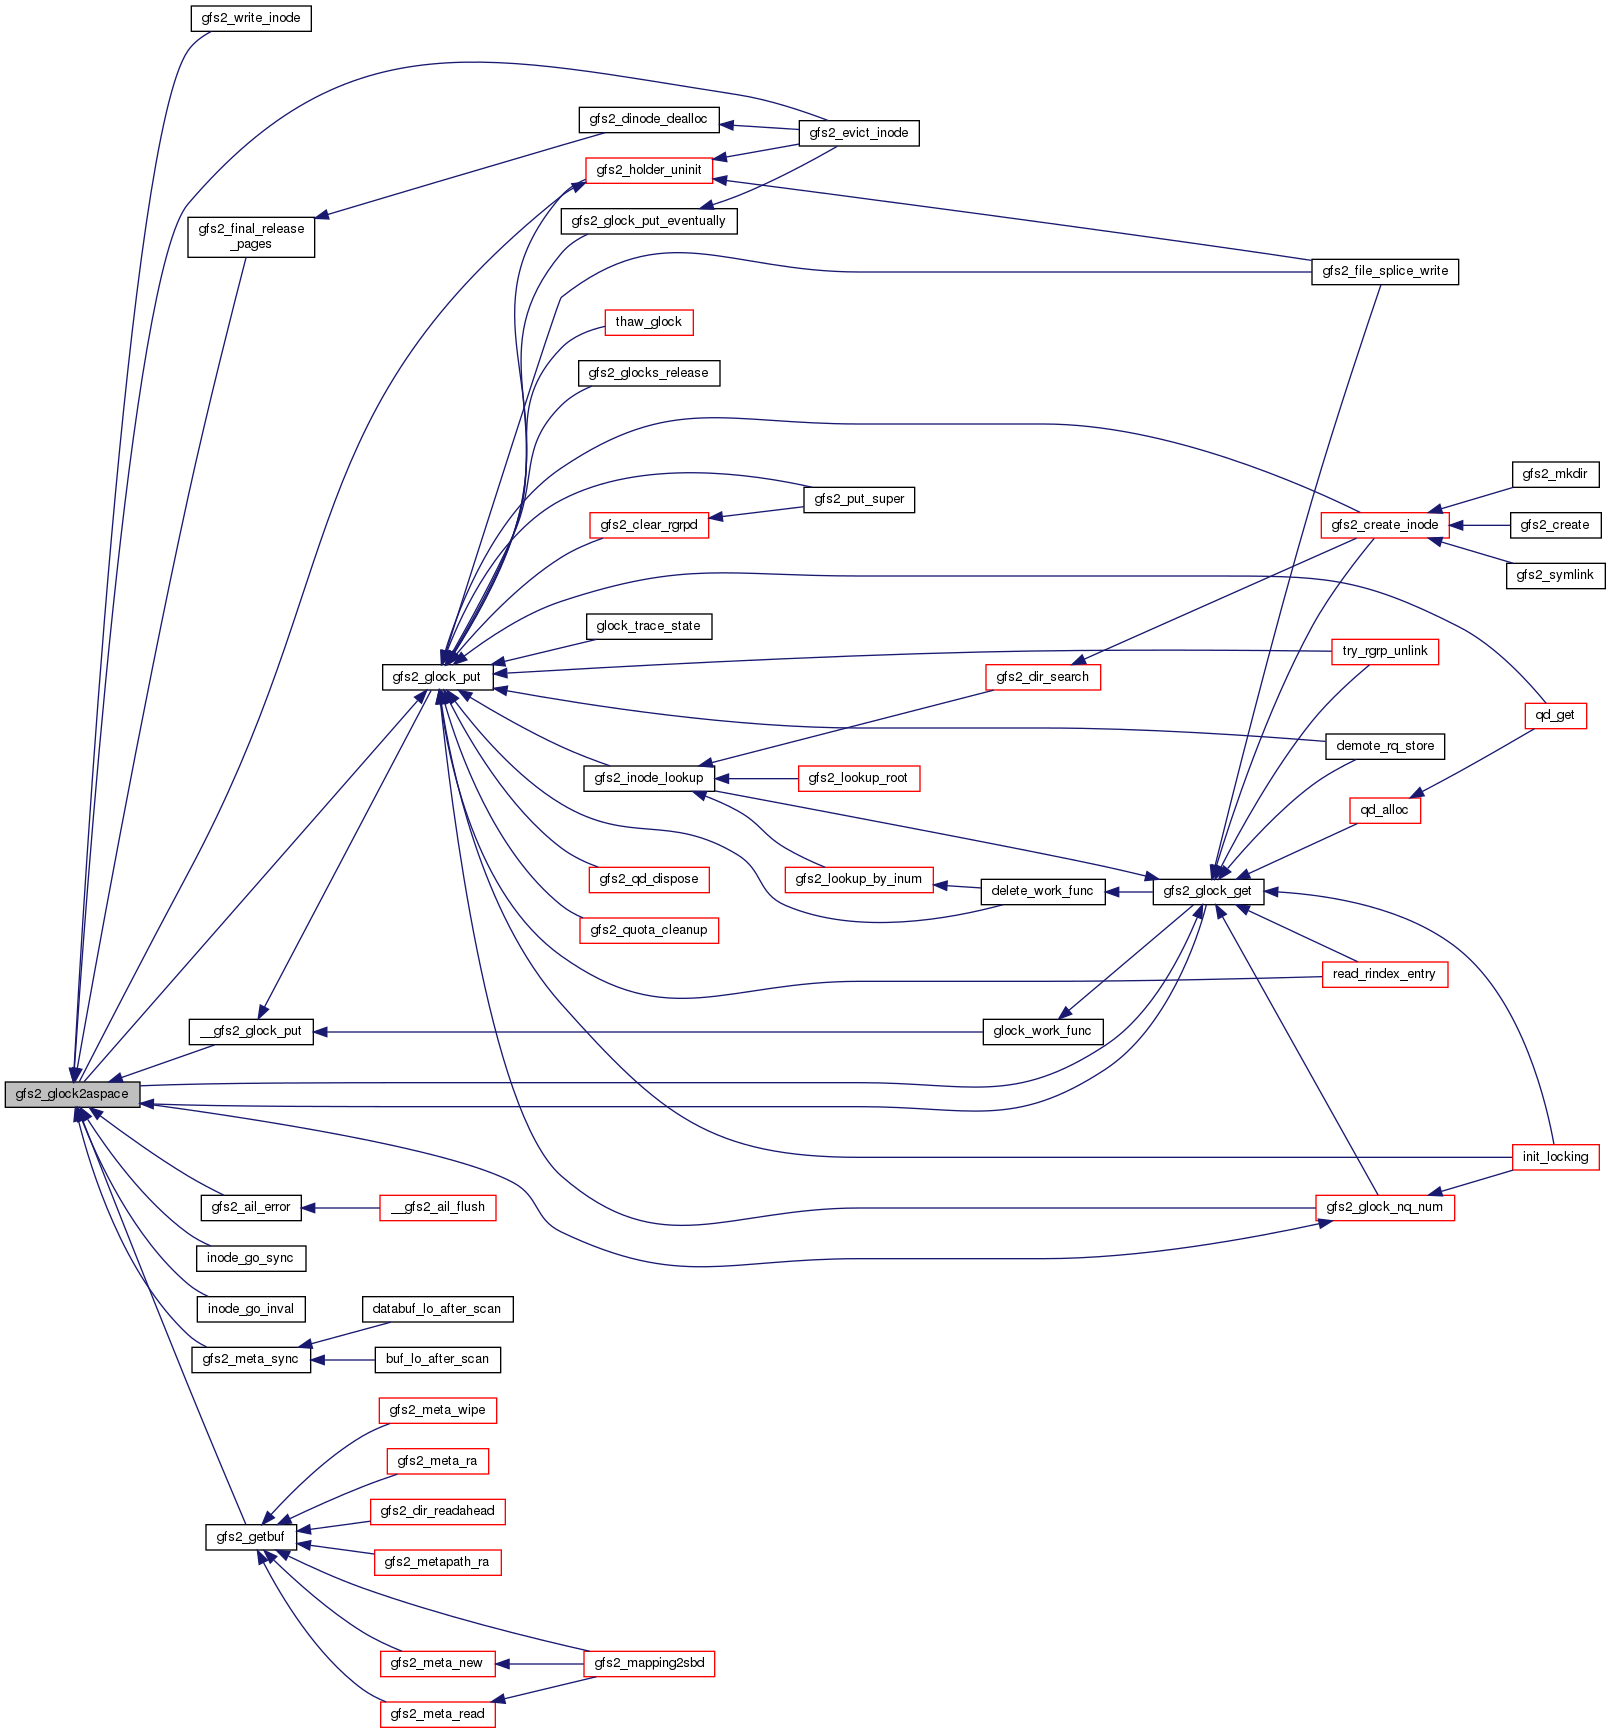 gfs2_write_inode
gfs2_dinode_dealloc
gfs2_evict_inode
gfs2_holder_uninit
gfs2_glock_put_eventually
gfs2_final_release
_pages
gfs2_file_splice_write
thaw_glock
gfs2_glocks_release
gfs2_mkdir
gfs2_put_super
gfs2_clear_rgrpd
gfs2_create_inode
gfs2_create
gfs2_symlink
glock_trace_state
try_rgrp_unlink
gfs2_glock_put
gfs2_dir_search
qd_get
demote_rq_store
gfs2_inode_lookup
gfs2_lookup_root
qd_alloc
gfs2_qd_dispose
gfs2_lookup_by_inum
delete_work_func
gfs2_glock_get
gfs2_quota_cleanup
read_rindex_entry
__gfs2_glock_put
glock_work_func
gfs2_glock2aspace
init_locking
gfs2_ail_error
__gfs2_ail_flush
gfs2_glock_nq_num
inode_go_sync
inode_go_inval
databuf_lo_after_scan
gfs2_meta_sync
buf_lo_after_scan
gfs2_meta_wipe
gfs2_meta_ra
gfs2_dir_readahead
gfs2_getbuf
gfs2_metapath_ra
gfs2_meta_new
gfs2_mapping2sbd
gfs2_meta_read